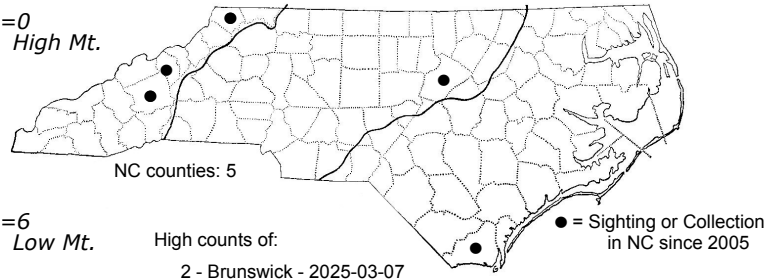 =0
High Mt.
NC counties: 5
=6
Low Mt.
High counts of:
2 - Brunswick - 2025-03-07
● = Sighting or Collection
in NC since 2005